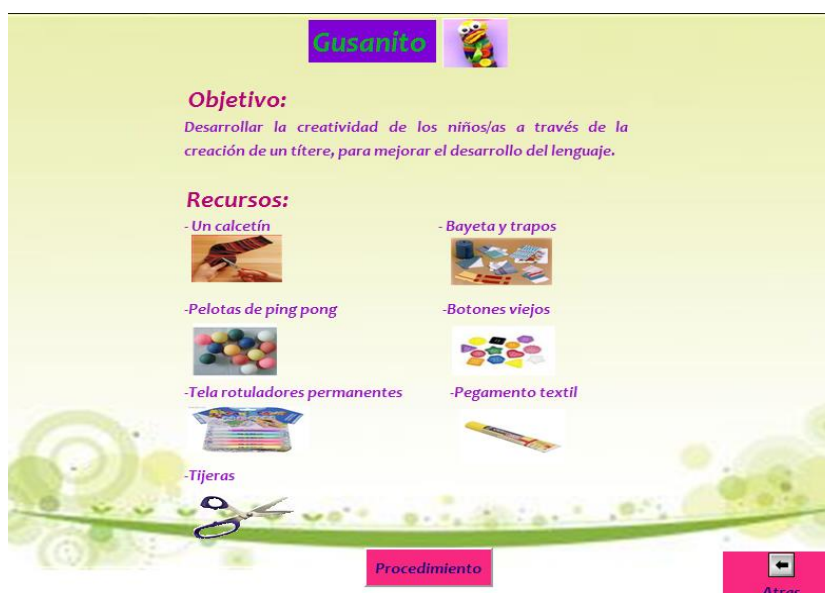 Gusanito
Objetivo:
Desarrollar la creatividad de los niños/as a través de la
creación de un títere, para mejorar el desarrollo del lenguaje.
Recursos:
- Un calcetín
- Bayeta y trapos
-Pelotas de ping pong
-Botones viejos
-Tela rotuladores permanentes
-Pegamento textil
-Tijeras
Procedimiento
Atras